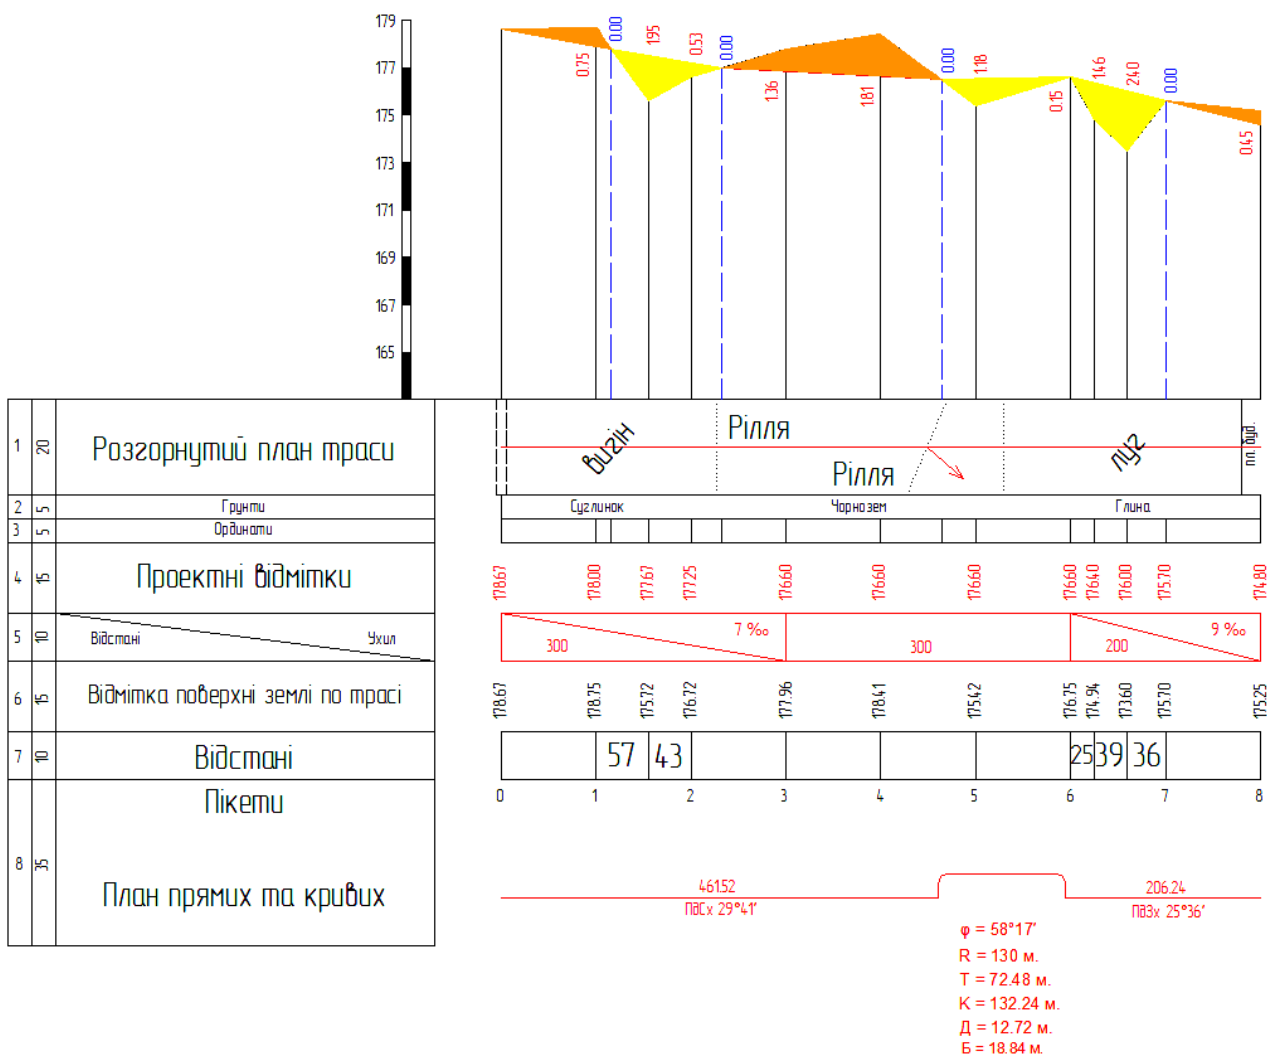 179
177
175
173
171
169
167
165
0.75
0.00
1.95
0.53
0.00
1.36
1.81
0.00
1.18
0.15
1.46
2.40
0.00
0.45
1 20 Розгорнутий план траси
вигін
Рілля
Рілля
луг
пл. буд.
2 5 Ґрунти Суглинок Чорнозем Глина
3 5 Ординати
4 15 Проектні відмітки 178.67 178.00 177.67 177.25 176.60 176.60 176.60 176.60 176.40 176.00 175.70 174.80
5 10 Відстані Ухил 300 7 ‰ 300 200 9 ‰
6 15 Відмітка поверхні землі по трасі 178.67 178.75 175.72 176.72 177.96 178.41 175.42 176.75 174.94 173.60 175.70 175.25
7 10 Відстані 57 43 25 39 36
8 35 Пікети 0 1 2 3 4 5 6 7 8
План прямих та кривих
461.52
ПдСх 29°41'
206.24
ПдЗх 25°36'
φ = 58°17'
R = 130 м.
T = 72.48 м.
К = 132.24 м.
Д = 12.72 м.
Б = 18.84 м.